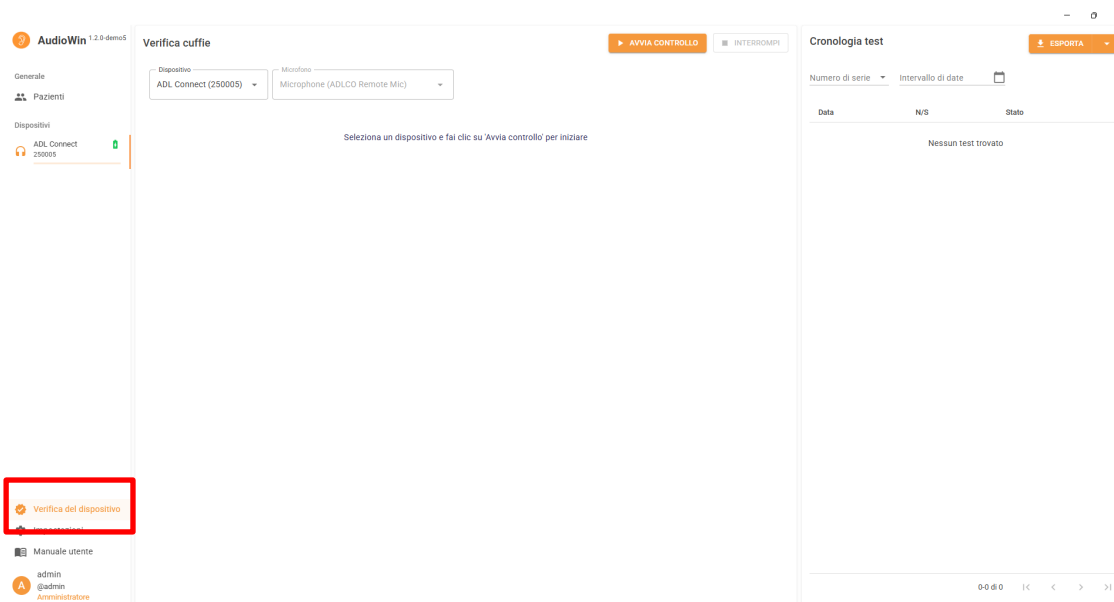 AudioWin 1.2.0-demo5
Generale
Pazienti
Dispositivi
ADL Connect
250005
Verifica del dispositivo
Impostazioni
Manuale utente
A
admin
@admin
Amministratore
Verifica cuffie
AVVIA CONTROLLO
INTERROMPI
Dispositivo
ADL Connect (250005)
Microfono
Microphone (ADLCO Remote Mic)
Seleziona un dispositivo e fai clic su 'Avvia controllo' per iniziare
Cronologia test
ESPORTA
Numero di serie
Intervallo di date
Data N/S Stato
Nessun test trovato
0-0 di 0